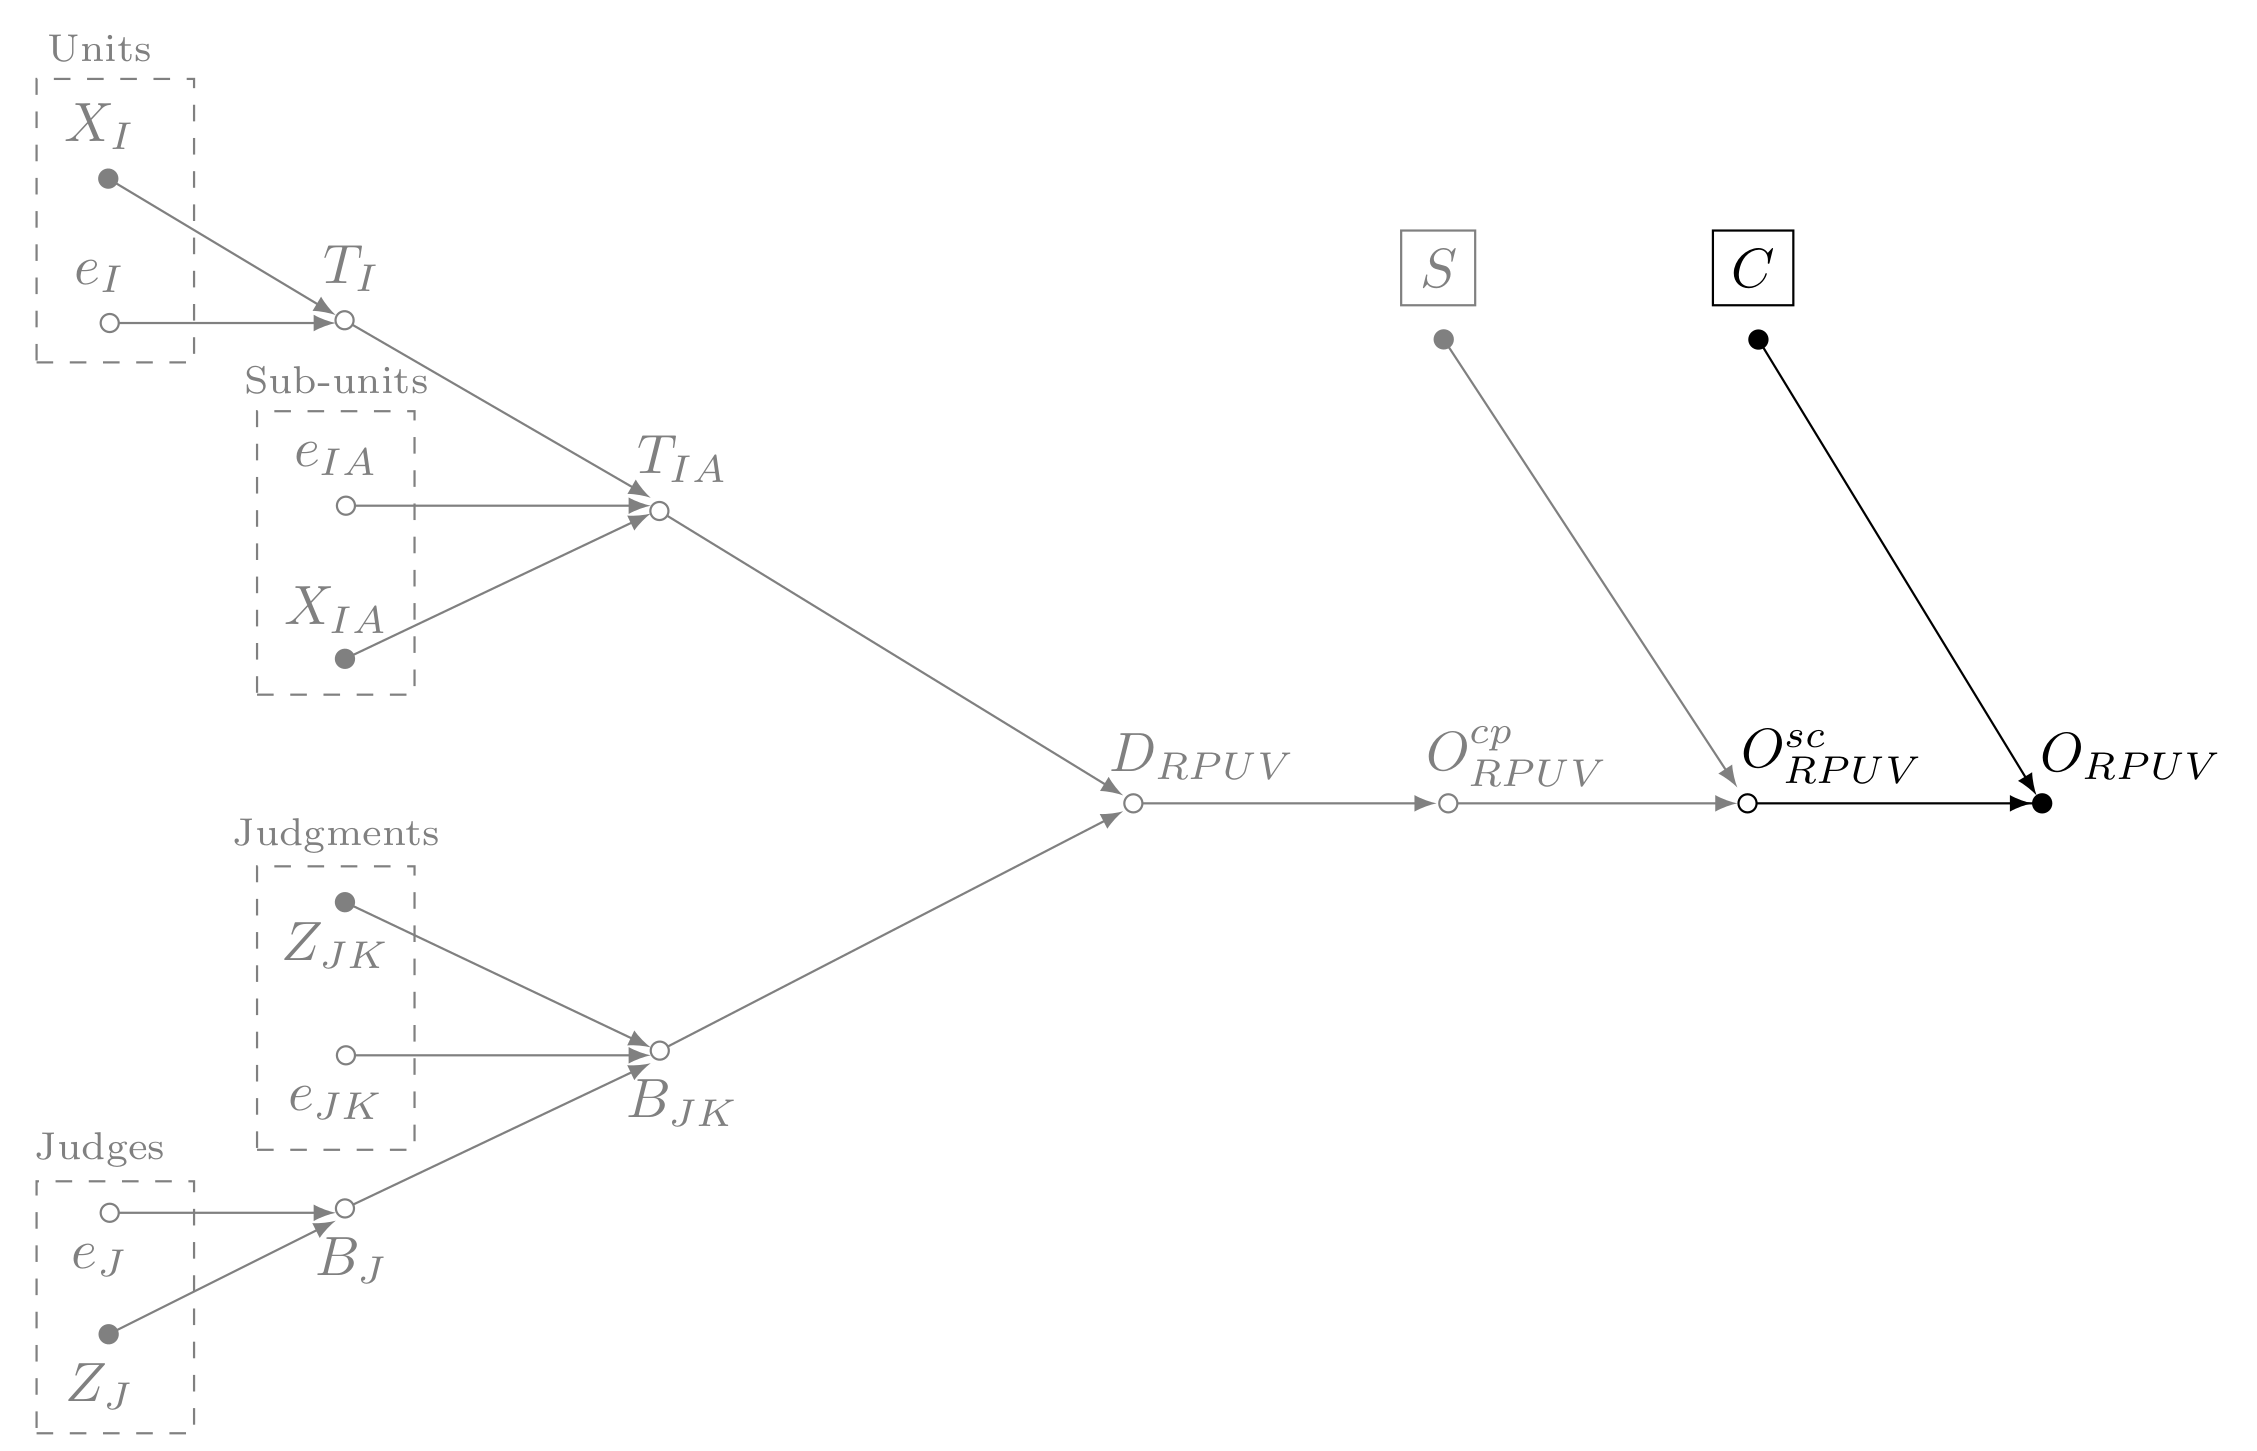 Units
X_I
e_I
T_I
S
C
Sub-units
e_{IA}
T_{IA}
X_{IA}
D_{RPUV}
O^{cp}_{RPUV}
O^{sc}_{RPUV}
O_{RPUV}
Judgments
Z_{JK}
e_{JK}
B_{JK}
Judges
e_J
B_J
Z_J